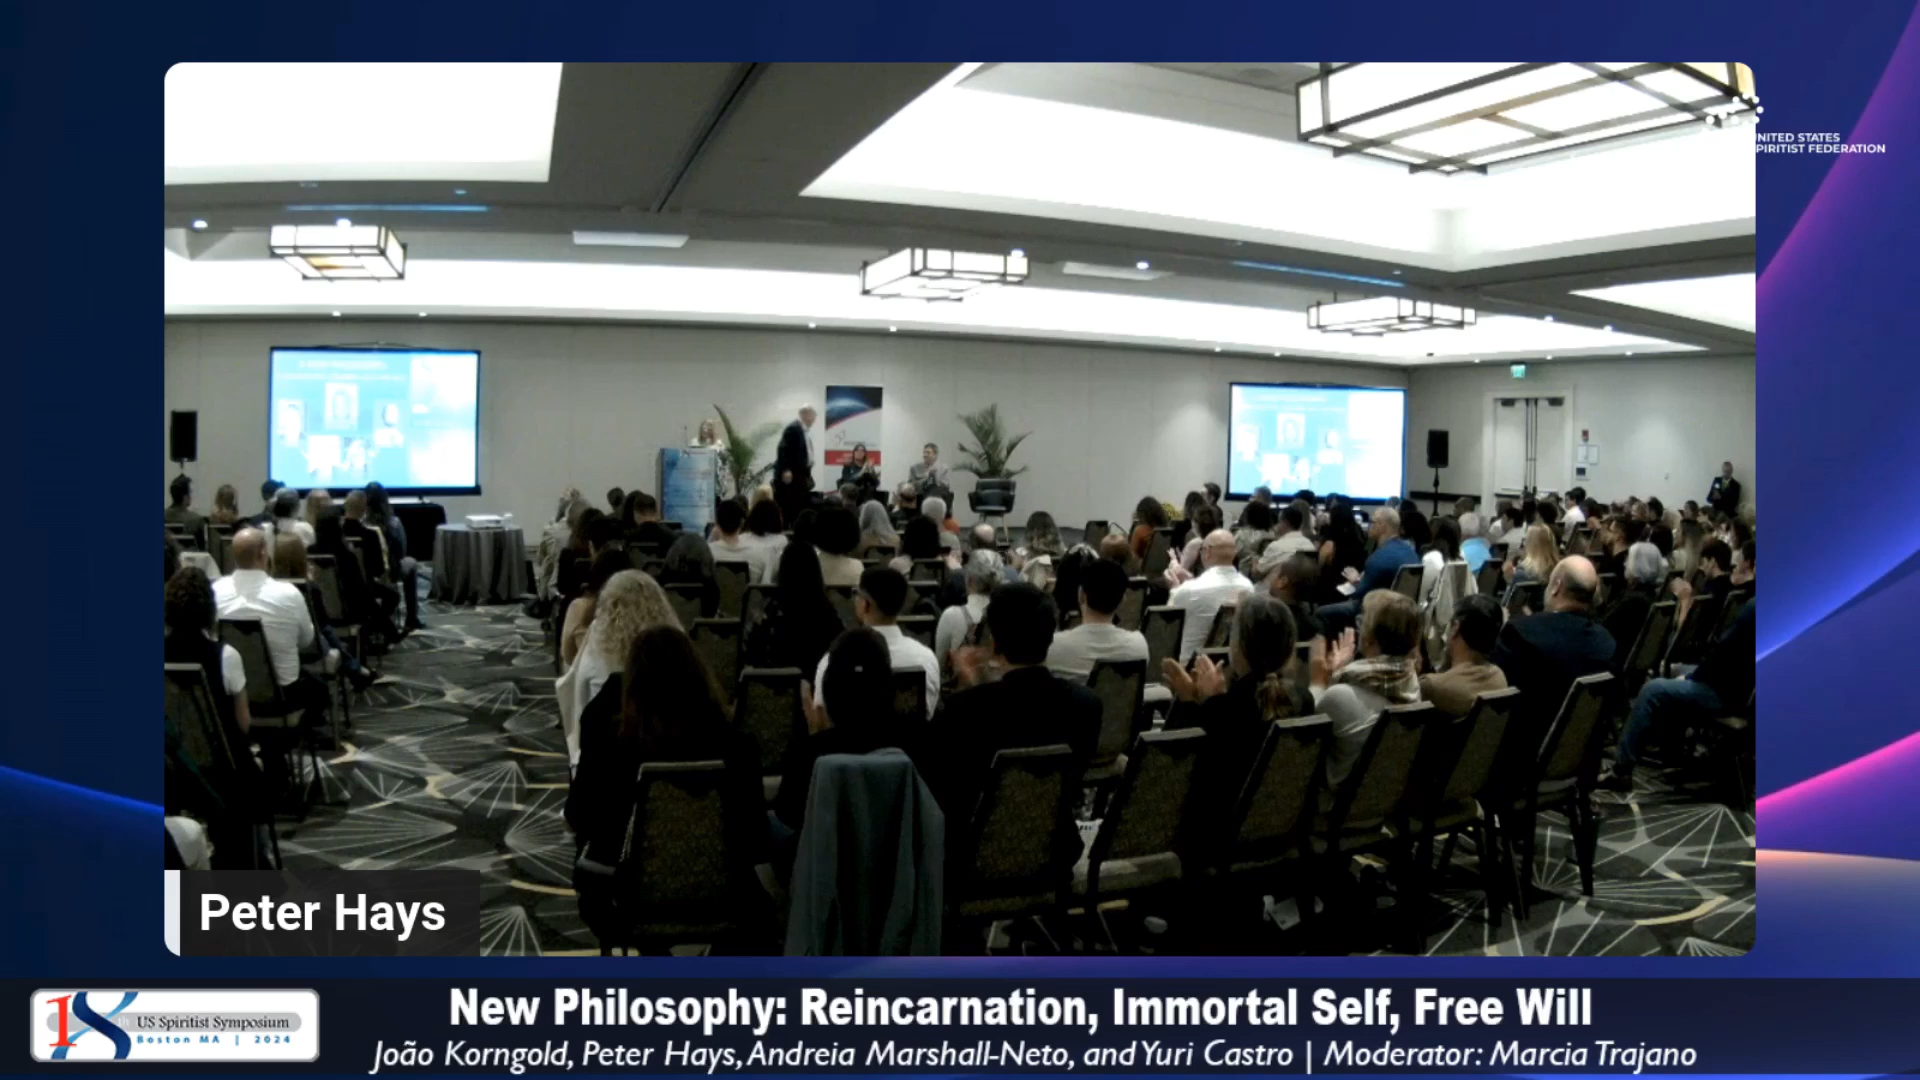 NITED STATES
PIRITIST FEDERATION
Peter Hays
18th US Spiritist Symposium
Boston MA | 2024
New Philosophy: Reincarnation, Immortal Self, Free Will
João Korngold, Peter Hays, Andreia Marshall-Neto, and Yuri Castro | Moderator: Marcia Trajano